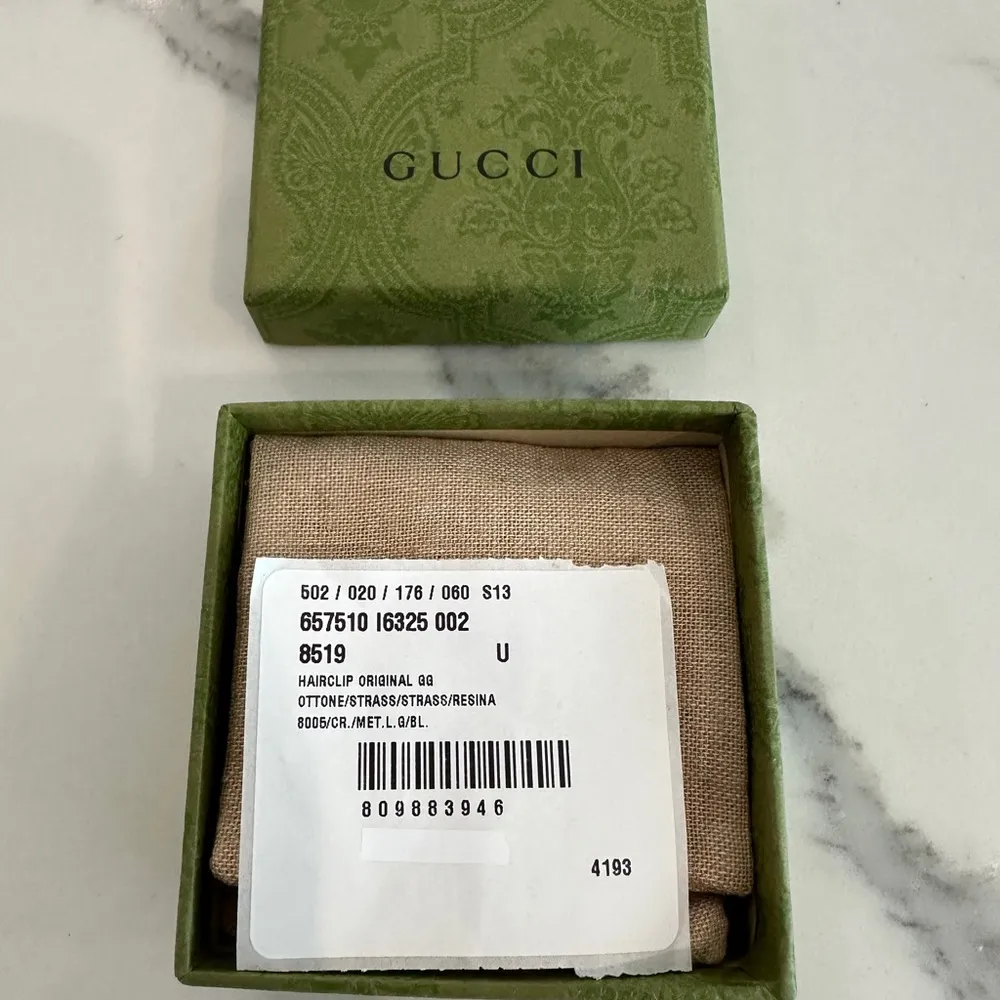 GUCCI
502 / 020 / 176 / 060 S13
657510 I6325 002
8519 U
HAIRCLIP ORIGINAL GG
OTTONE/STRASS/STRASS/RESINA
8005/CR./MET.L.G/BL.
809883946
4193